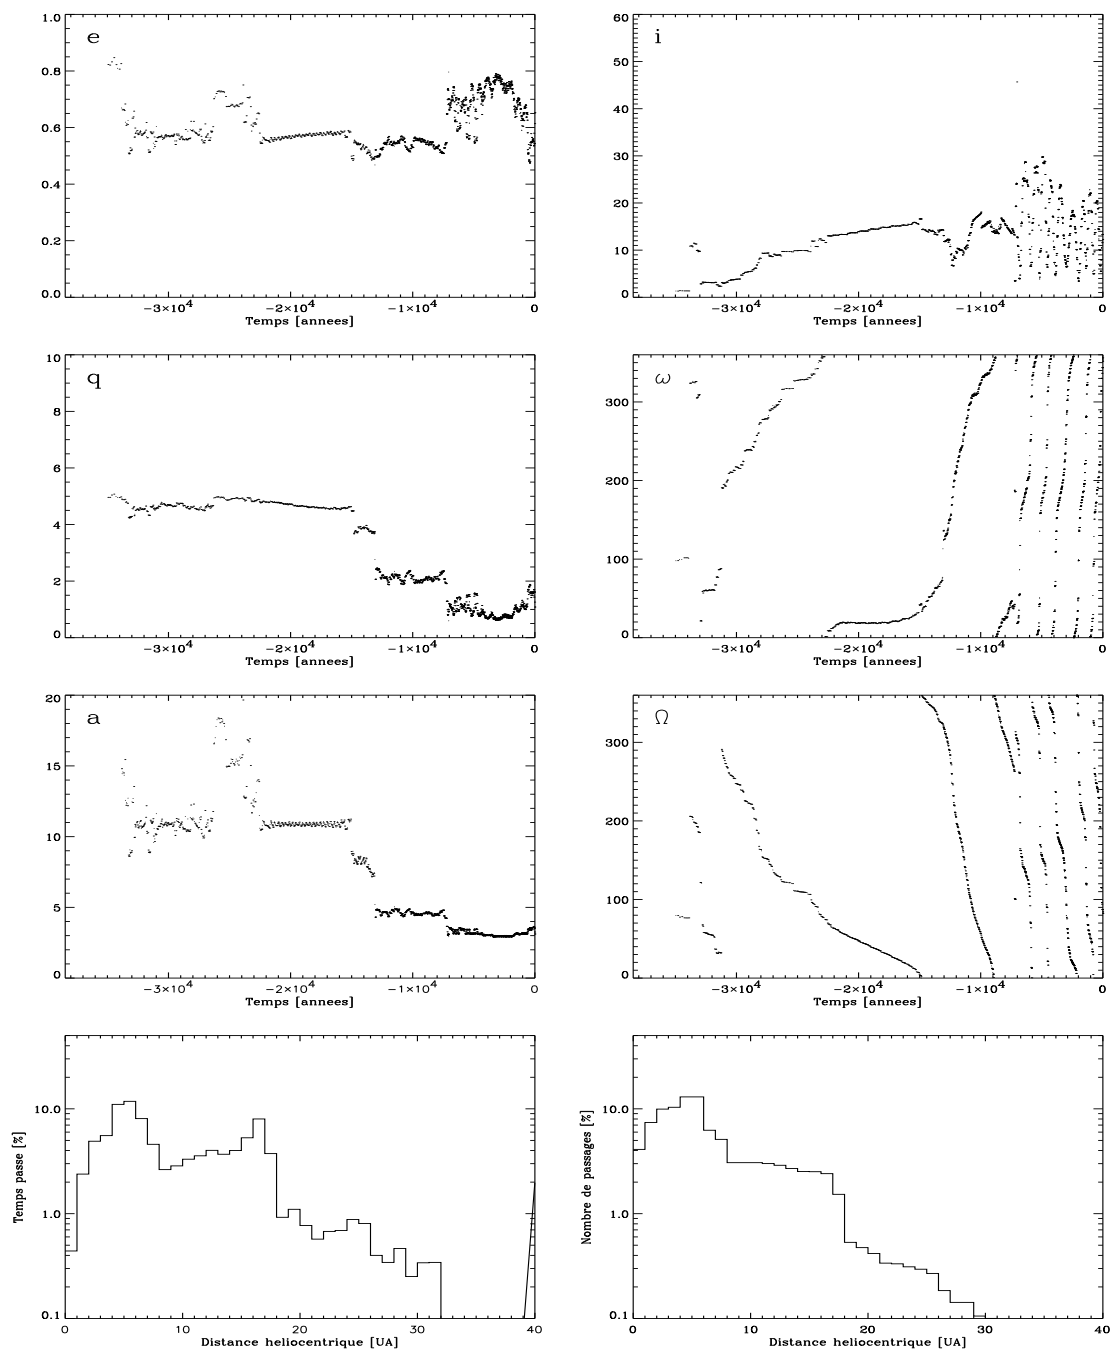 e
1.0
0.8
0.6
0.4
0.2
0.0
−3×10⁴ −2×10⁴ −1×10⁴ 0
Temps [annees]
i
60
50
40
30
20
10
0
−3×10⁴ −2×10⁴ −1×10⁴ 0
Temps [annees]
q
10
8
6
4
2
0
−3×10⁴ −2×10⁴ −1×10⁴ 0
Temps [annees]
ω
300
200
100
0
−3×10⁴ −2×10⁴ −1×10⁴ 0
Temps [annees]
a
20
15
10
5
0
−3×10⁴ −2×10⁴ −1×10⁴ 0
Temps [annees]
Ω
300
200
100
0
−3×10⁴ −2×10⁴ −1×10⁴ 0
Temps [annees]
Temps passe [%]
10.0
1.0
0.1
0 10 20 30 40
Distance heliocentrique [UA]
Nombre de passages [%]
10.0
1.0
0.1
0 10 20 30 40
Distance heliocentrique [UA]